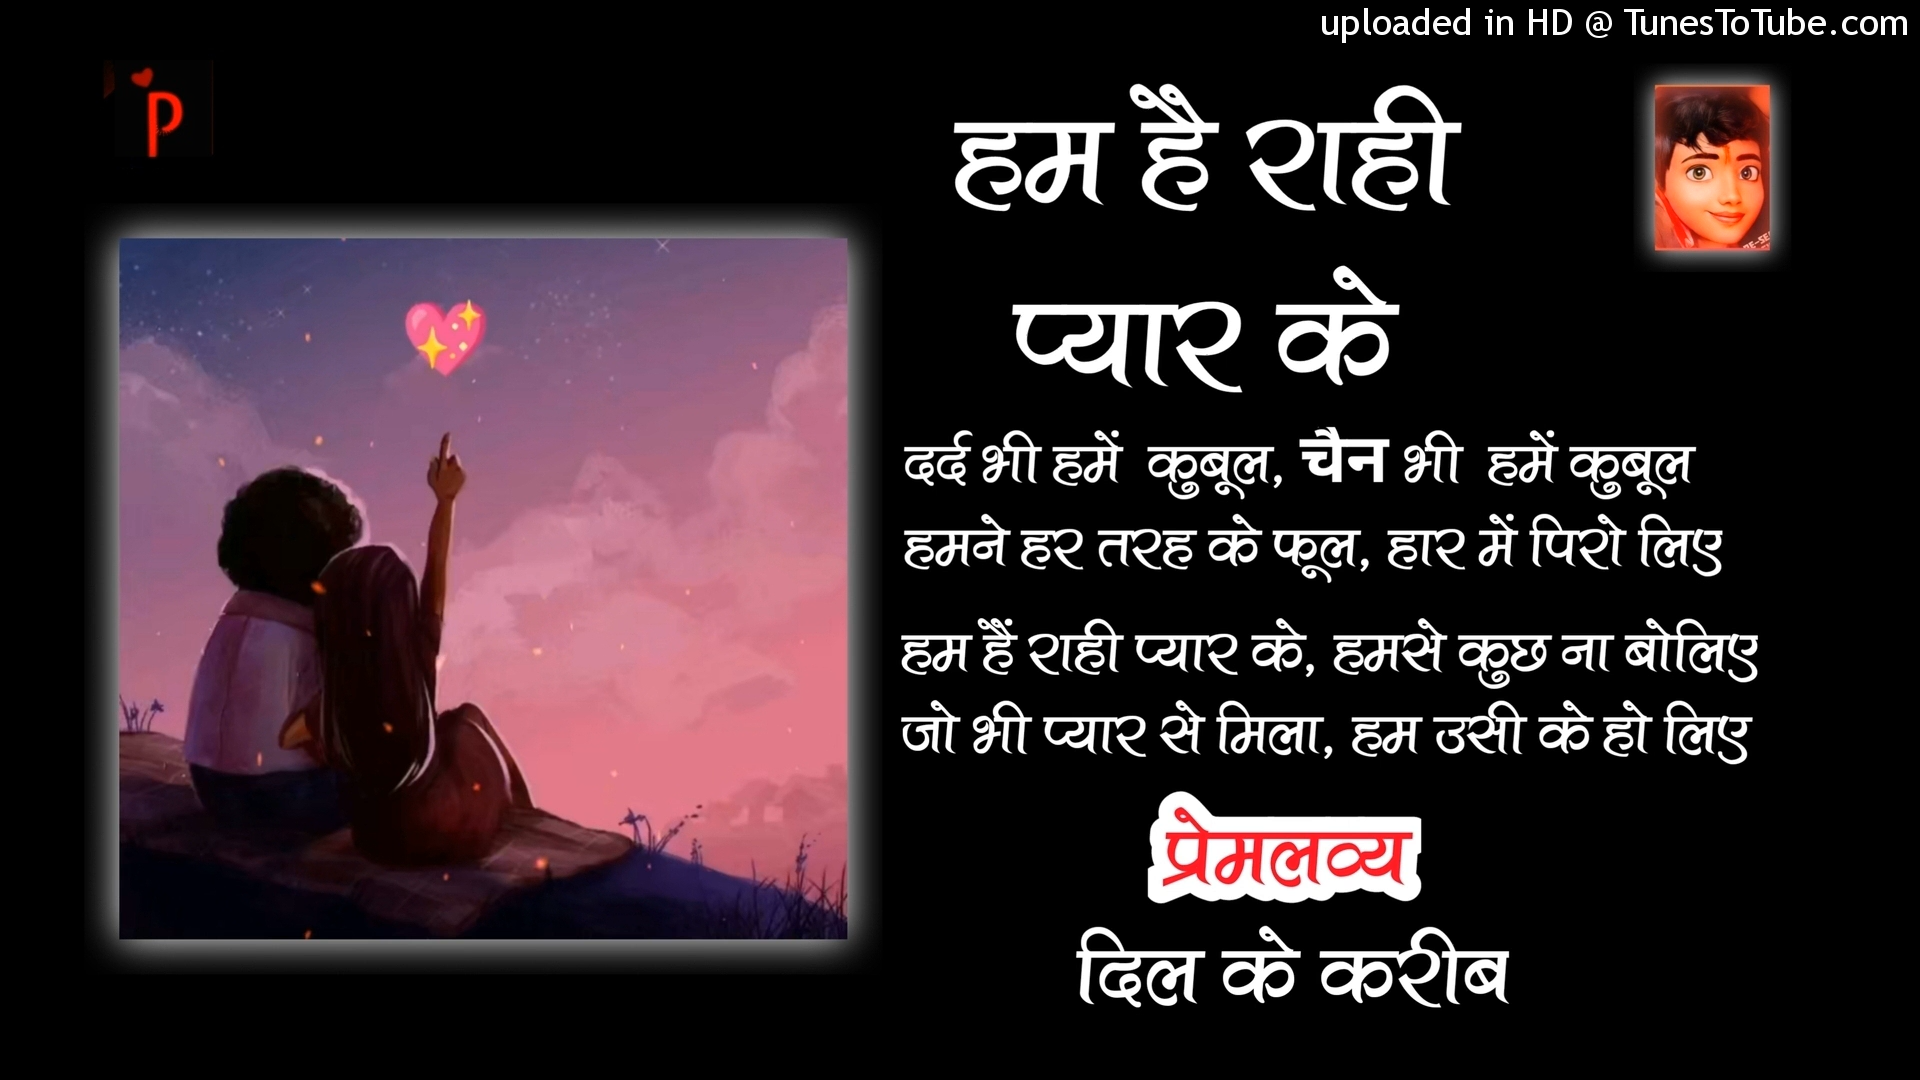 uploaded in HD @ TunesToTube.com
P
हम है राही
प्यार के
दर्द भी हमें कुबूल, चैन भी हमें कुबूल
हमने हर तरह के फूल, हार में पिरो लिए
हम हैं राही प्यार के, हमसे कुछ ना बोलिए
जो भी प्यार से मिला, हम उसी के हो लिए
प्रेमलव्य
दिल के करीब